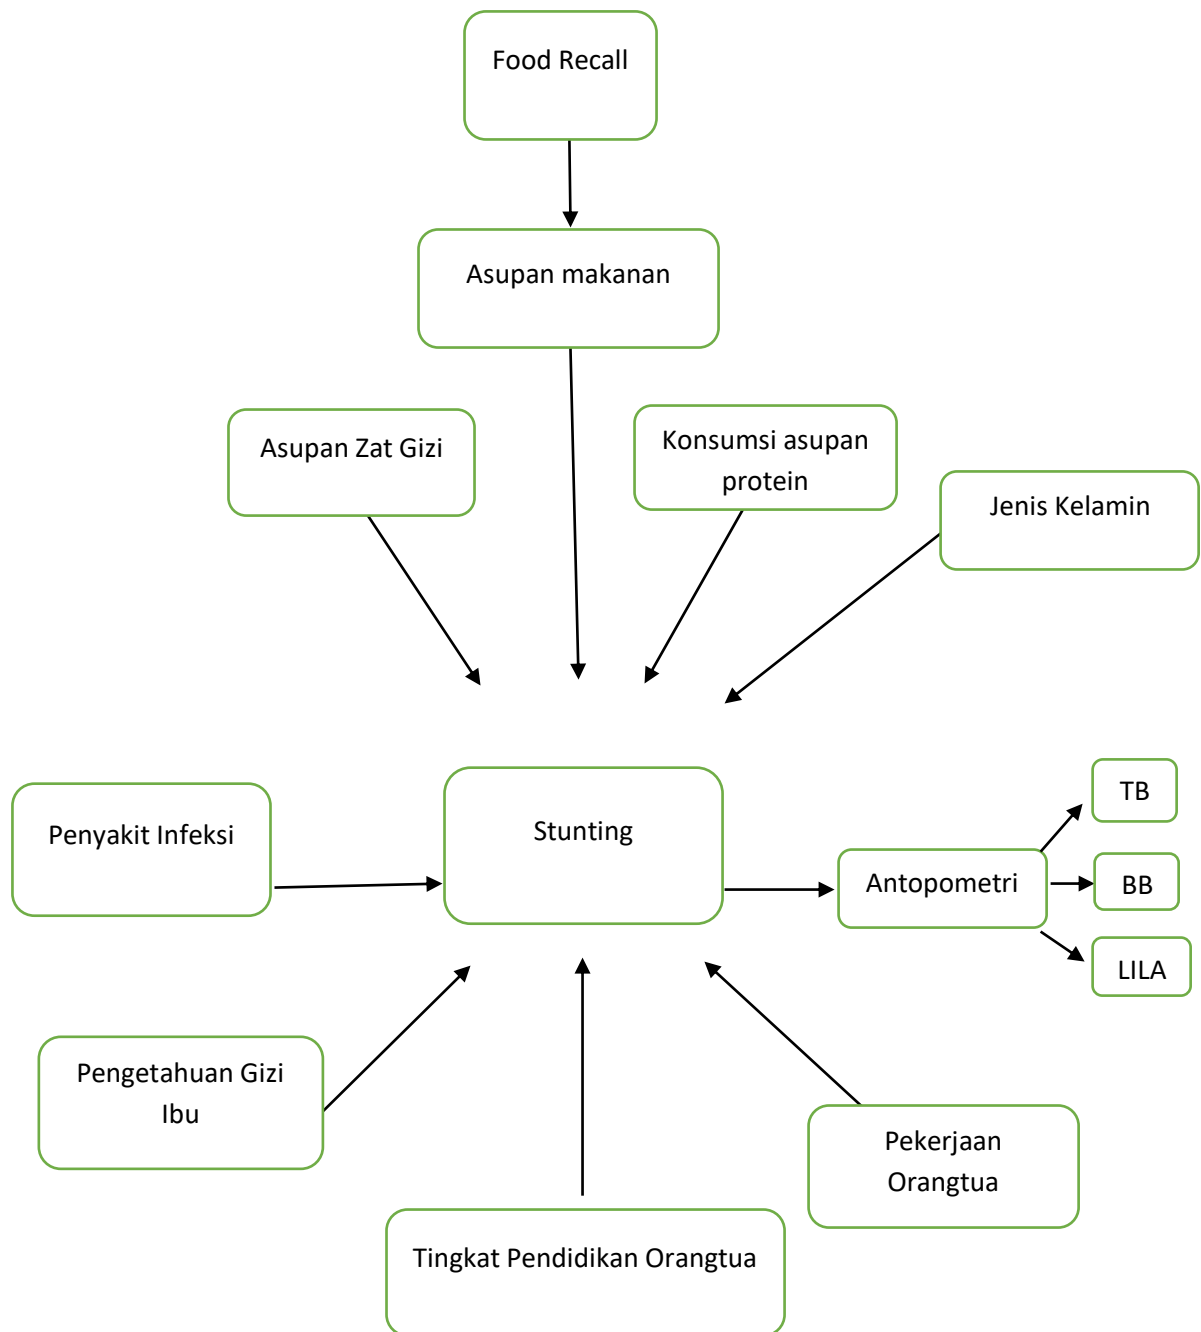 Food Recall
Asupan makanan
Asupan Zat Gizi
Konsumsi asupan
protein
Jenis Kelamin
Penyakit Infeksi
Stunting
Antopometri
TB
BB
LILA
Pengetahuan Gizi
Ibu
Pekerjaan
Orangtua
Tingkat Pendidikan Orangtua